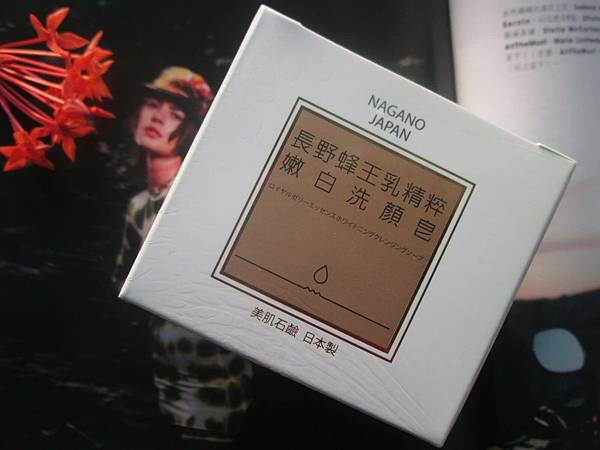 NAGANO
JAPAN
長野蜂王乳精粹
嫩白洗顏皂
ロイヤルゼリーエッセンスホワイトニングクレンジングソープ
美肌石鹼 日本製